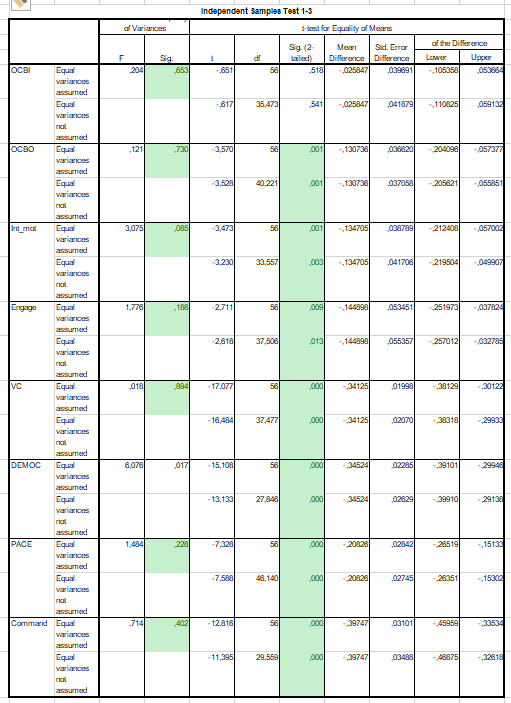 Independent Samples Test 1-3
of Variances t-test for Equality of Means
F Sig. t df Sig. (2-tailed) Mean Difference Std. Error Difference of the Difference
Lower Upper
OCBI Equal variances assumed ,204 ,653 -,651 56 ,518 -,025847 ,039691 -,105358 ,053664
Equal variances not assumed -,617 35,473 ,541 -,025847 ,041879 -,110825 ,059132
OCBO Equal variances assumed ,121 ,730 -3,570 56 ,001 -,130736 ,036620 -,204096 -,057377
Equal variances not assumed -3,528 40,221 ,001 -,130736 ,037058 -,205621 -,055851
Int_mot Equal variances assumed 3,075 ,085 -3,473 56 ,001 -,134705 ,038789 -,212408 -,057002
Equal variances not assumed -3,230 33,557 ,003 -,134705 ,041706 -,219504 -,049907
Engage Equal variances assumed 1,776 ,188 -2,711 56 ,009 -,144898 ,053451 -,251973 -,037824
Equal variances not assumed -2,618 37,506 ,013 -,144898 ,055357 -,257012 -,032785
VC Equal variances assumed ,018 ,894 -17,077 56 ,000 -,34125 ,01998 -,38129 -,30122
Equal variances not assumed -16,484 37,477 ,000 -,34125 ,02070 -,38318 -,29933
DEMOC Equal variances assumed 6,076 ,017 -15,108 56 ,000 -,34524 ,02285 -,39101 -,29946
Equal variances not assumed -13,133 27,846 ,000 -,34524 ,02629 -,39910 -,29138
PACE Equal variances assumed 1,484 ,228 -7,328 56 ,000 -,20826 ,02842 -,26519 -,15133
Equal variances not assumed -7,588 46,140 ,000 -,20826 ,02745 -,26351 -,15302
Command Equal variances assumed ,714 ,402 -12,816 56 ,000 -,39747 ,03101 -,45959 -,33534
Equal variances not assumed -11,395 29,559 ,000 -,39747 ,03488 -,46875 -,32618